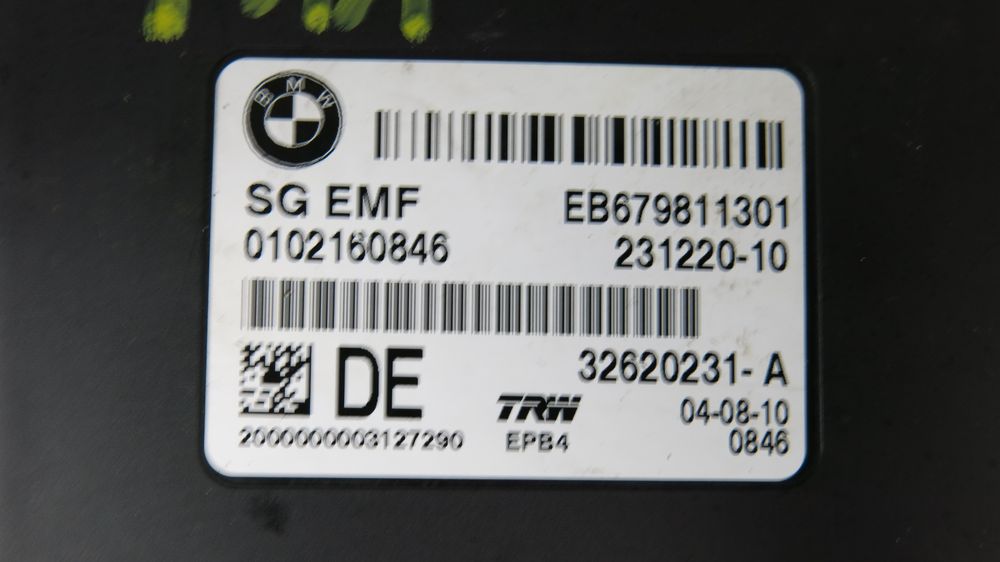 BMW
SG EMF EB679811301
0102160846 231220-10
32620231- A
DE TRW 04-08-10
2000000003127290 EPB4 0846